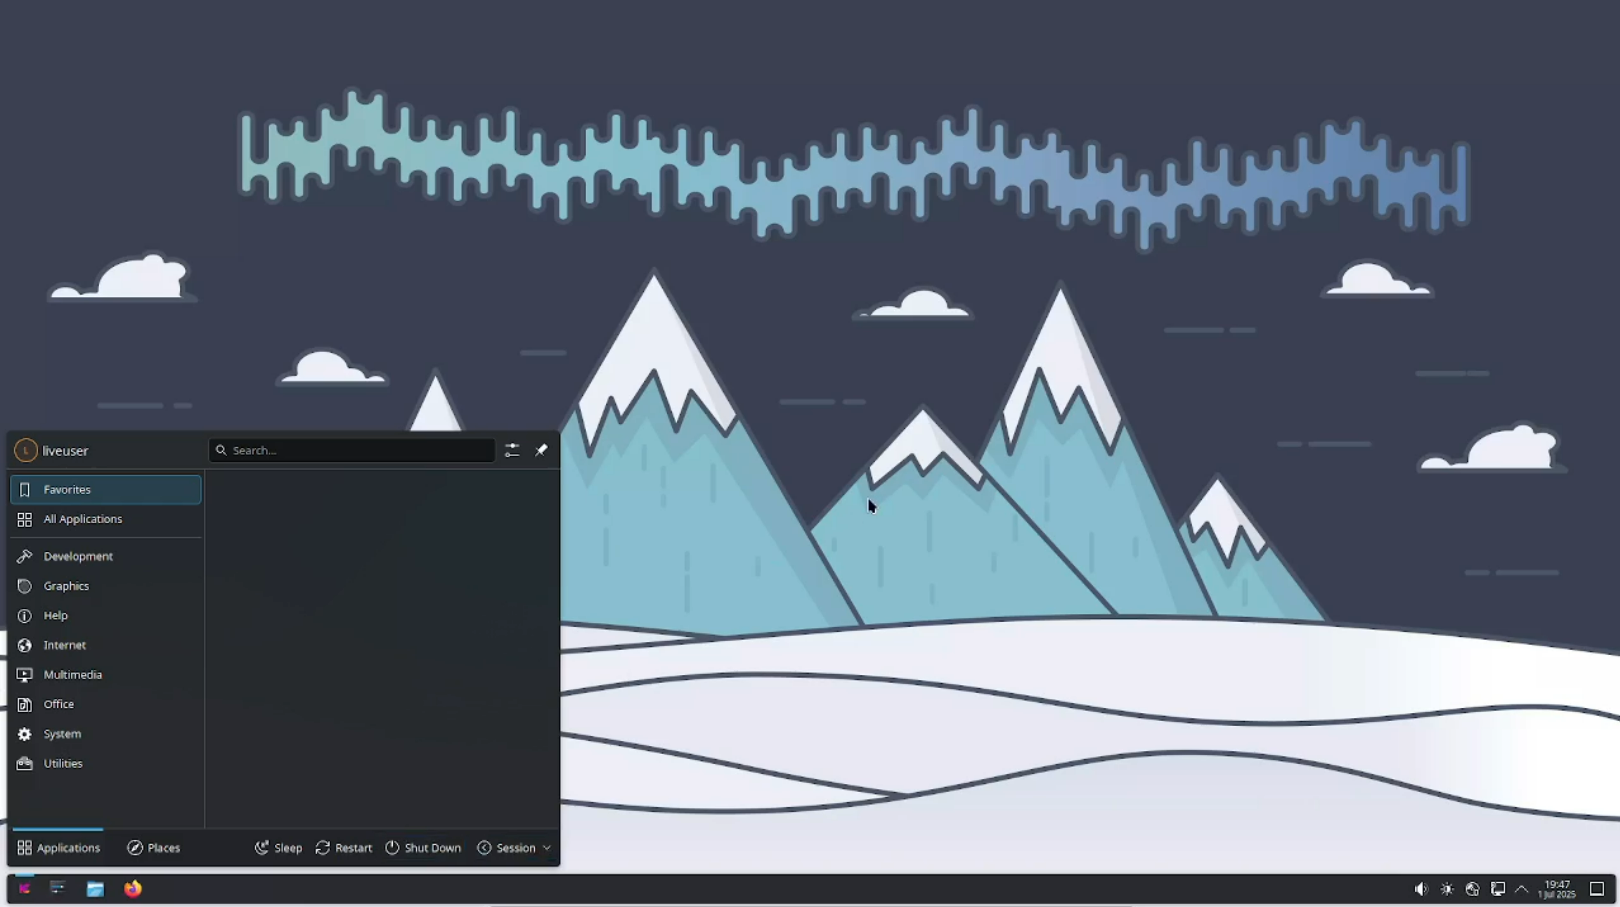 L
liveuser
Search...
Favorites
All Applications
Development
Graphics
Help
Internet
Multimedia
Office
System
Utilities
Applications
Places
Sleep
Restart
Shut Down
Session
19:47
1 Jul 2025